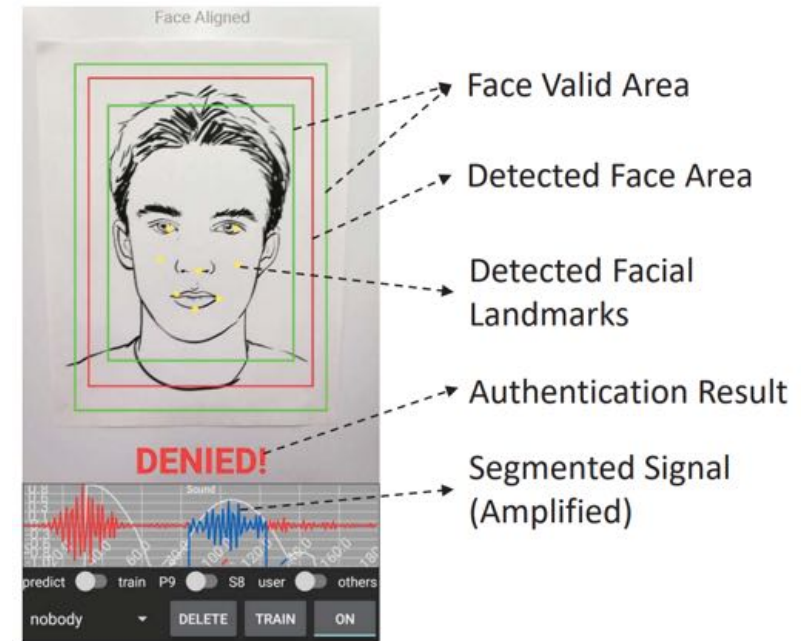 Face Aligned
Face Valid Area
Detected Face Area
Detected Facial
Landmarks
Authentication Result
DENIED!
Segmented Signal
(Amplified)
Sound
predict train P9 S8 user others
nobody DELETE TRAIN ON